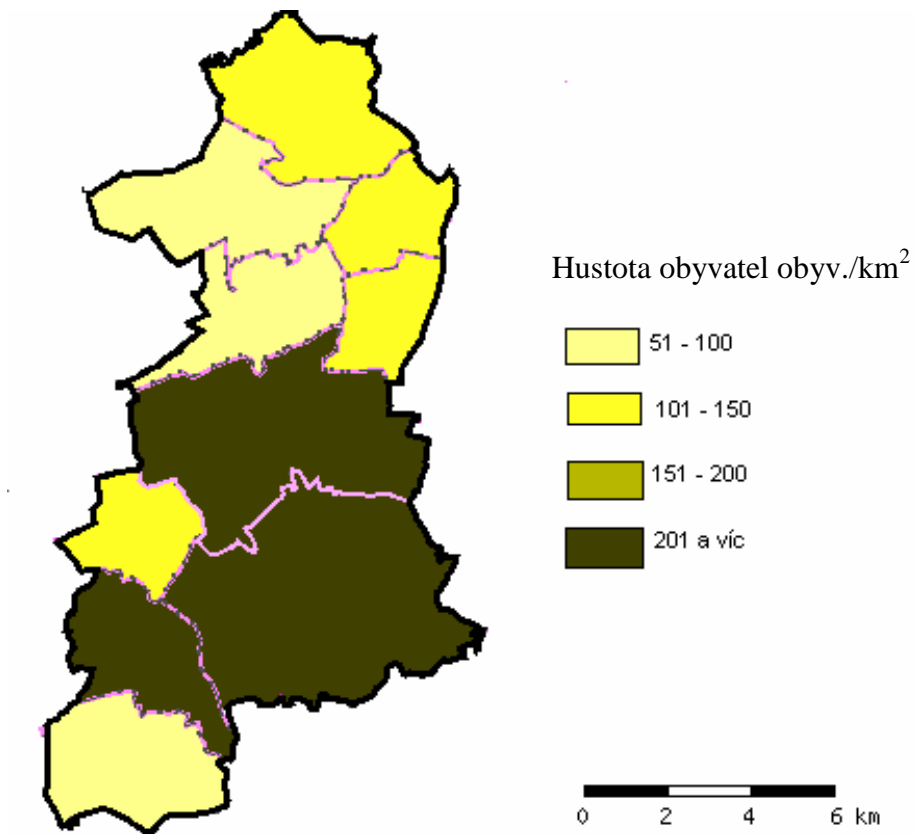 Hustota obyvatel obyv./km²
51 - 100
101 - 150
151 - 200
201 a víc
0 2 4 6 km